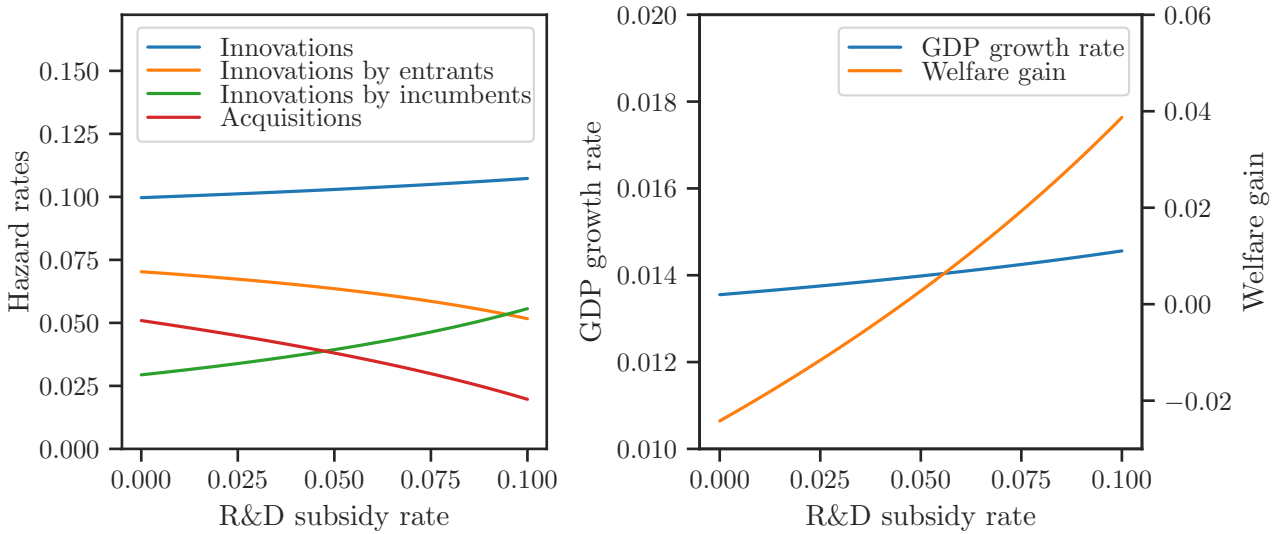 Innovations
Innovations by entrants
Innovations by incumbents
Acquisitions
0.150
0.125
0.100
0.075
0.050
0.025
0.000
Hazard rates
0.000 0.025 0.050 0.075 0.100
R&D subsidy rate
GDP growth rate
Welfare gain
0.020
0.018
0.016
0.014
0.012
0.010
GDP growth rate
0.06
0.04
0.02
0.00
−0.02
Welfare gain
0.000 0.025 0.050 0.075 0.100
R&D subsidy rate